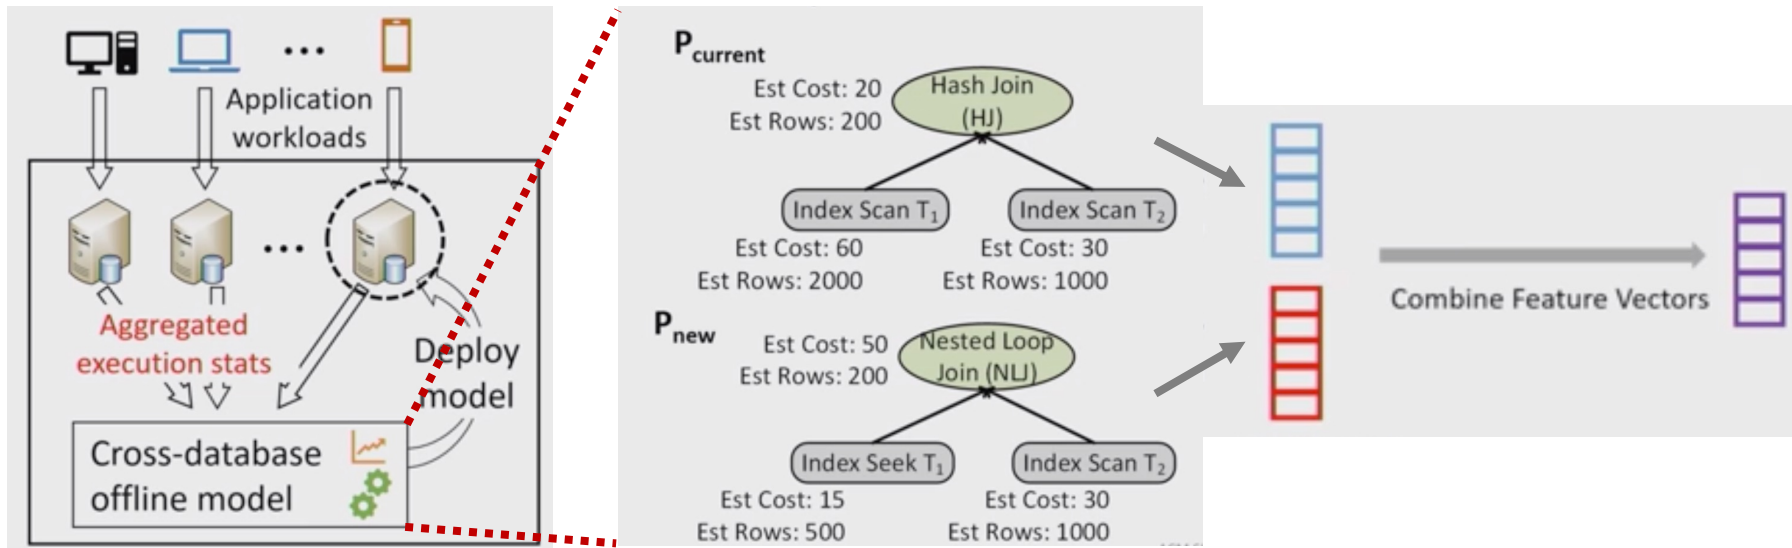 Application
workloads
...
...
Aggregated
execution stats
Deploy
model
Cross-database
offline model
Pcurrent
Est Cost: 20
Est Rows: 200
Hash Join
(HJ)
Index Scan T1
Index Scan T2
Est Cost: 60
Est Rows: 2000
Est Cost: 30
Est Rows: 1000
Pnew
Est Cost: 50
Est Rows: 200
Nested Loop
Join (NLJ)
Index Seek T1
Index Scan T2
Est Cost: 15
Est Rows: 500
Est Cost: 30
Est Rows: 1000
Combine Feature Vectors